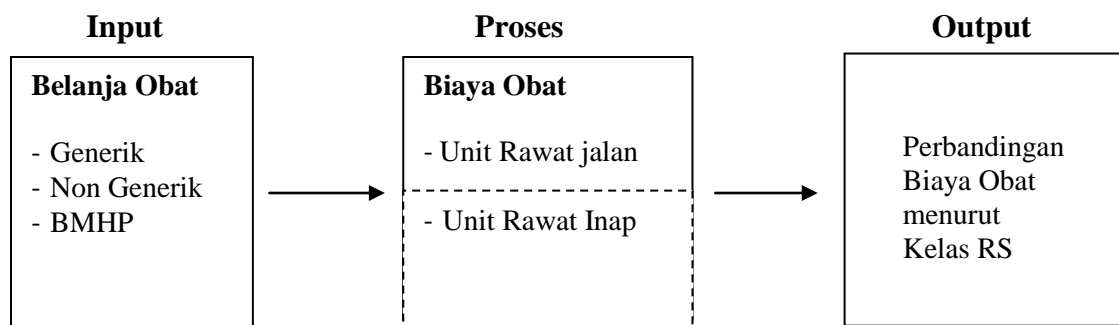 Input
Belanja Obat
- Generik
- Non Generik
- BMHP
Proses
Biaya Obat
- Unit Rawat jalan
- Unit Rawat Inap
Output
Perbandingan
Biaya Obat
menurut
Kelas RS